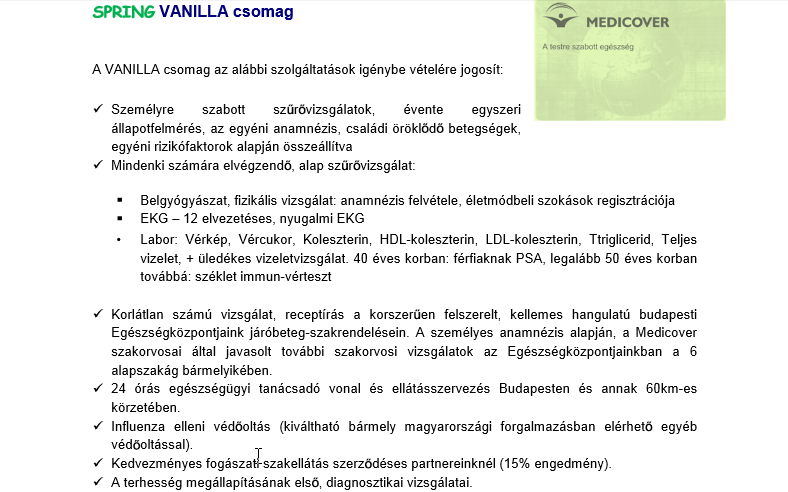 SPRING VANILLA csomag
MEDICOVER
A testre szabott egészség
A VANILLA csomag az alábbi szolgáltatások igénybe vételére jogosít:
✓ Személyre szabott szűrővizsgálatok, évente egyszeri
állapotfelmérés, az egyéni anamnézis, családi öröklődő betegségek,
egyéni rizikófaktorok alapján összeállítva
✓ Mindenki számára elvégzendő, alap szűrővizsgálat:
▪ Belgyógyászat, fizikális vizsgálat: anamnézis felvétele, életmódbeli szokások regisztrációja
▪ EKG – 12 elvezetéses, nyugalmi EKG
• Labor: Vérkép, Vércukor, Koleszterin, HDL-koleszterin, LDL-koleszterin, Ttriglicerid, Teljes
vizelet, + üledékes vizeletvizsgálat. 40 éves korban: férfiaknak PSA, legalább 50 éves korban
továbbá: széklet immun-vérteszt
✓ Korlátlan számú vizsgálat, receptírás a korszerűen felszerelt, kellemes hangulatú budapesti
Egészségközpontjaink járóbeteg-szakrendelésein. A személyes anamnézis alapján, a Medicover
szakorvosai által javasolt további szakorvosi vizsgálatok az Egészségközpontjainkban a 6
alapszakág bármelyikében.
✓ 24 órás egészségügyi tanácsadó vonal és ellátásszervezés Budapesten és annak 60km-es
körzetében.
✓ Influenza elleni védőoltás (kiváltható bármely magyarországi forgalmazásban elérhető egyéb
védőoltással).
✓ Kedvezményes fogászati szakellátás szerződéses partnereinknél (15% engedmény).
✓ A terhesség megállapításának első, diagnosztikai vizsgálatai.